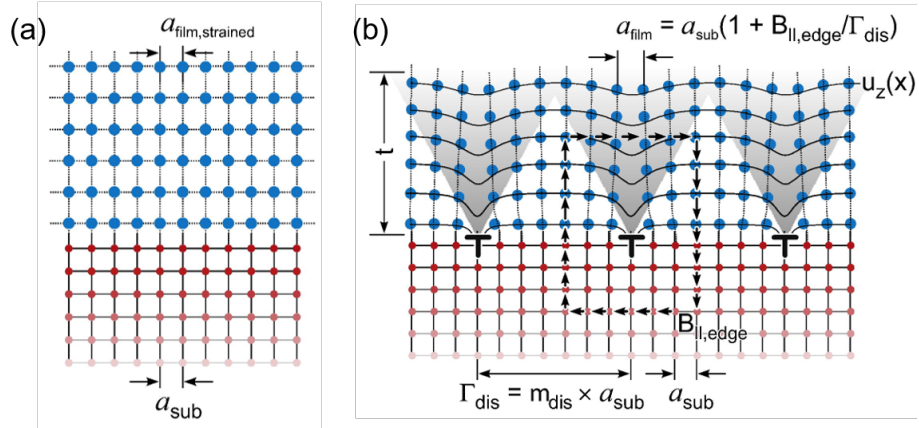 (a)
a_film,strained
a_sub
(b)
a_film = a_sub(1 + B_ll,edge/Γ_dis)
u_z(x)
t
B_ll,edge
Γ_dis = m_dis × a_sub
a_sub